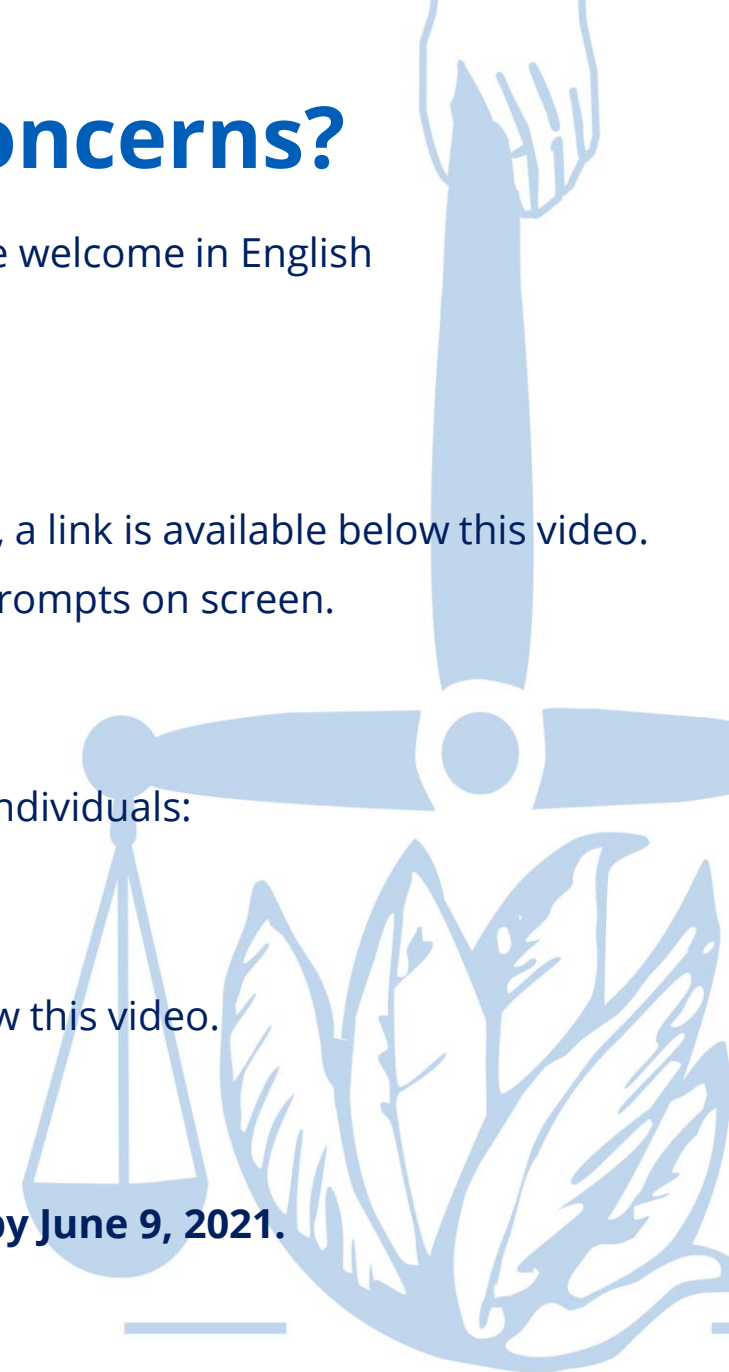 oncerns?
e welcome in English
, a link is available below this video.
rompts on screen.
ndividuals:
w this video.
by June 9, 2021.